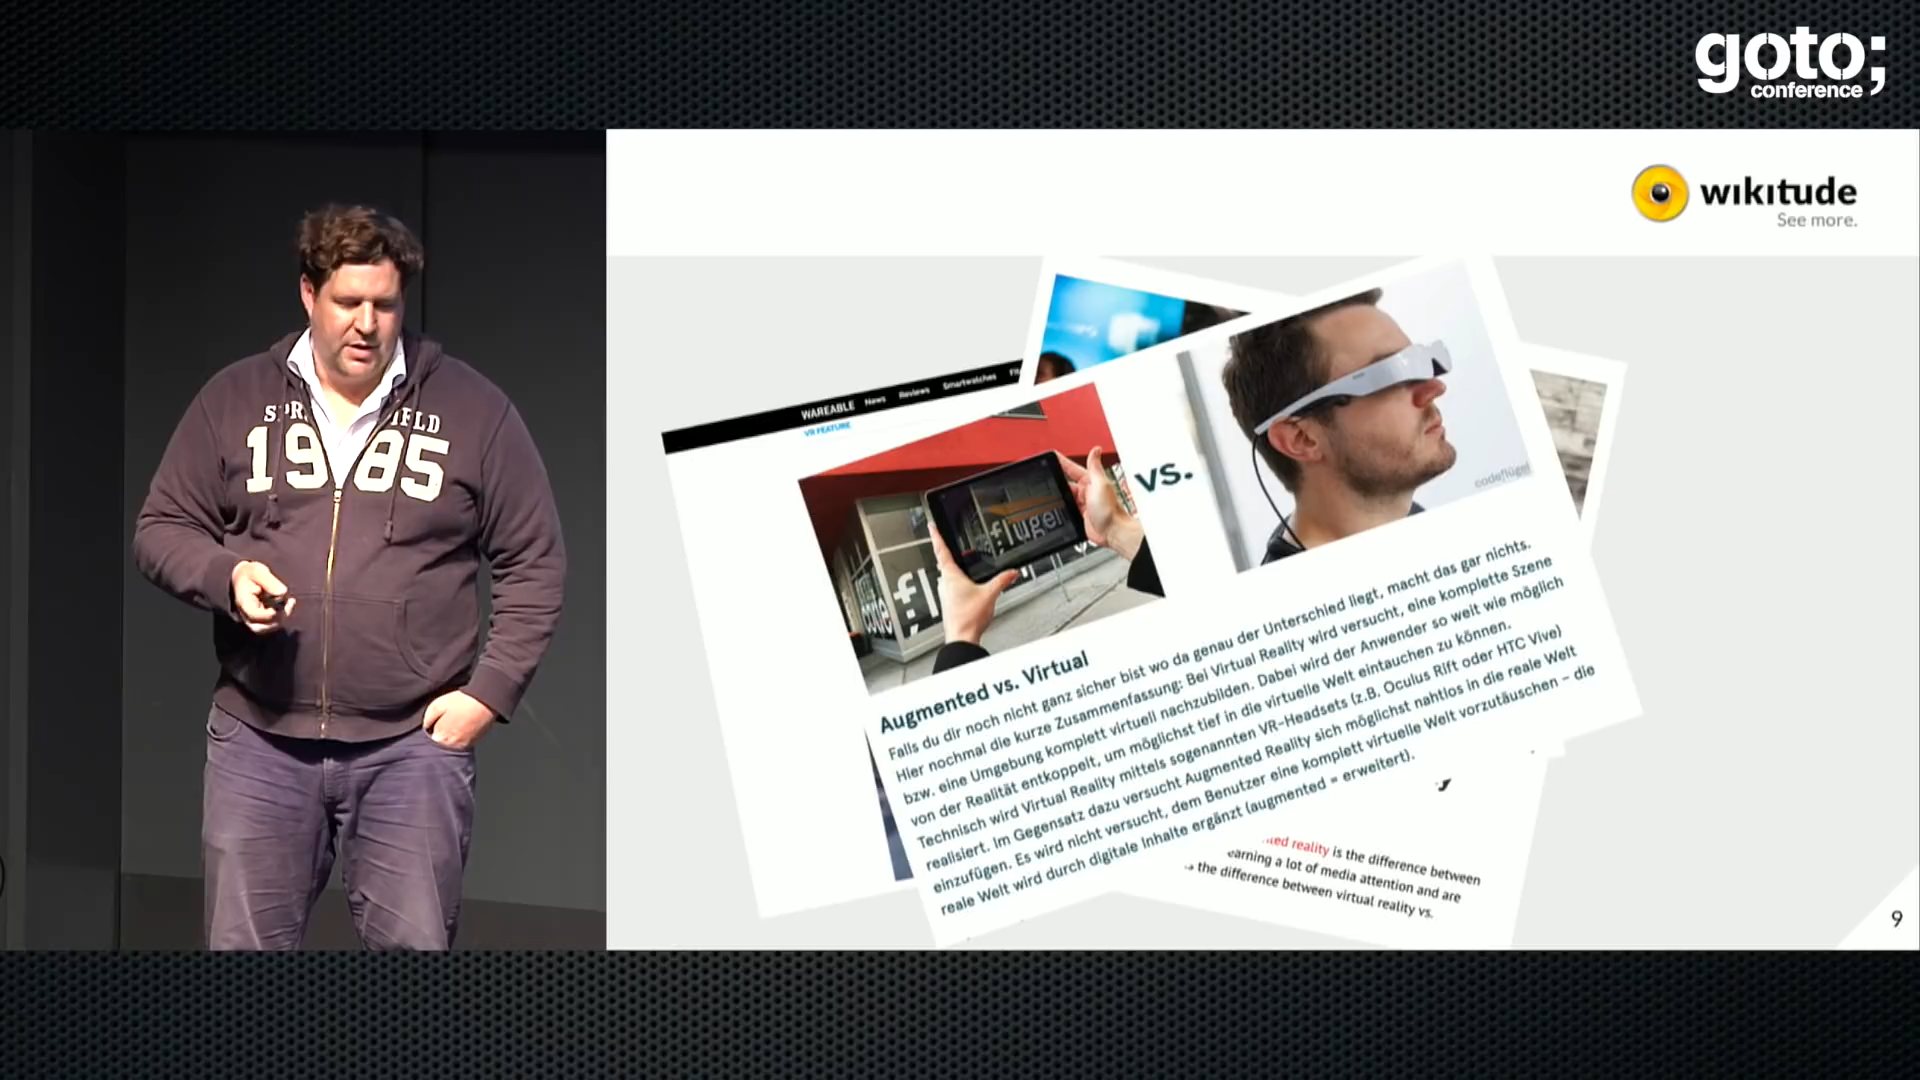 goto;
conference
wikitude
See more.
WAREABLE News Reviews Smartwatches
VR FEATURE
vs.
codeflügel
flügel
1985
Augmented vs. Virtual
Falls du dir noch nicht ganz sicher bist wo da genau der Unterschied liegt, macht das gar nichts.
Hier nochmal die kurze Zusammenfassung: Bei Virtual Reality wird versucht, eine komplette Szene
bzw. eine Umgebung komplett virtuell nachzubilden. Dabei wird der Anwender so weit wie möglich
von der Realität entkoppelt, um möglichst tief in die virtuelle Welt eintauchen zu können.
Technisch wird Virtual Reality mittels sogenannten VR-Headsets (z.B. Oculus Rift oder HTC Vive)
realisiert. Im Gegensatz dazu versucht Augmented Reality sich möglichst nahtlos in die reale Welt
einzufügen. Es wird nicht versucht, dem Benutzer eine komplett virtuelle Welt vorzutäuschen – die
reale Welt wird durch digitale Inhalte ergänzt (augmented = erweitert).
reality is the difference between
earning a lot of media attention and are
the difference between virtual reality vs.
9